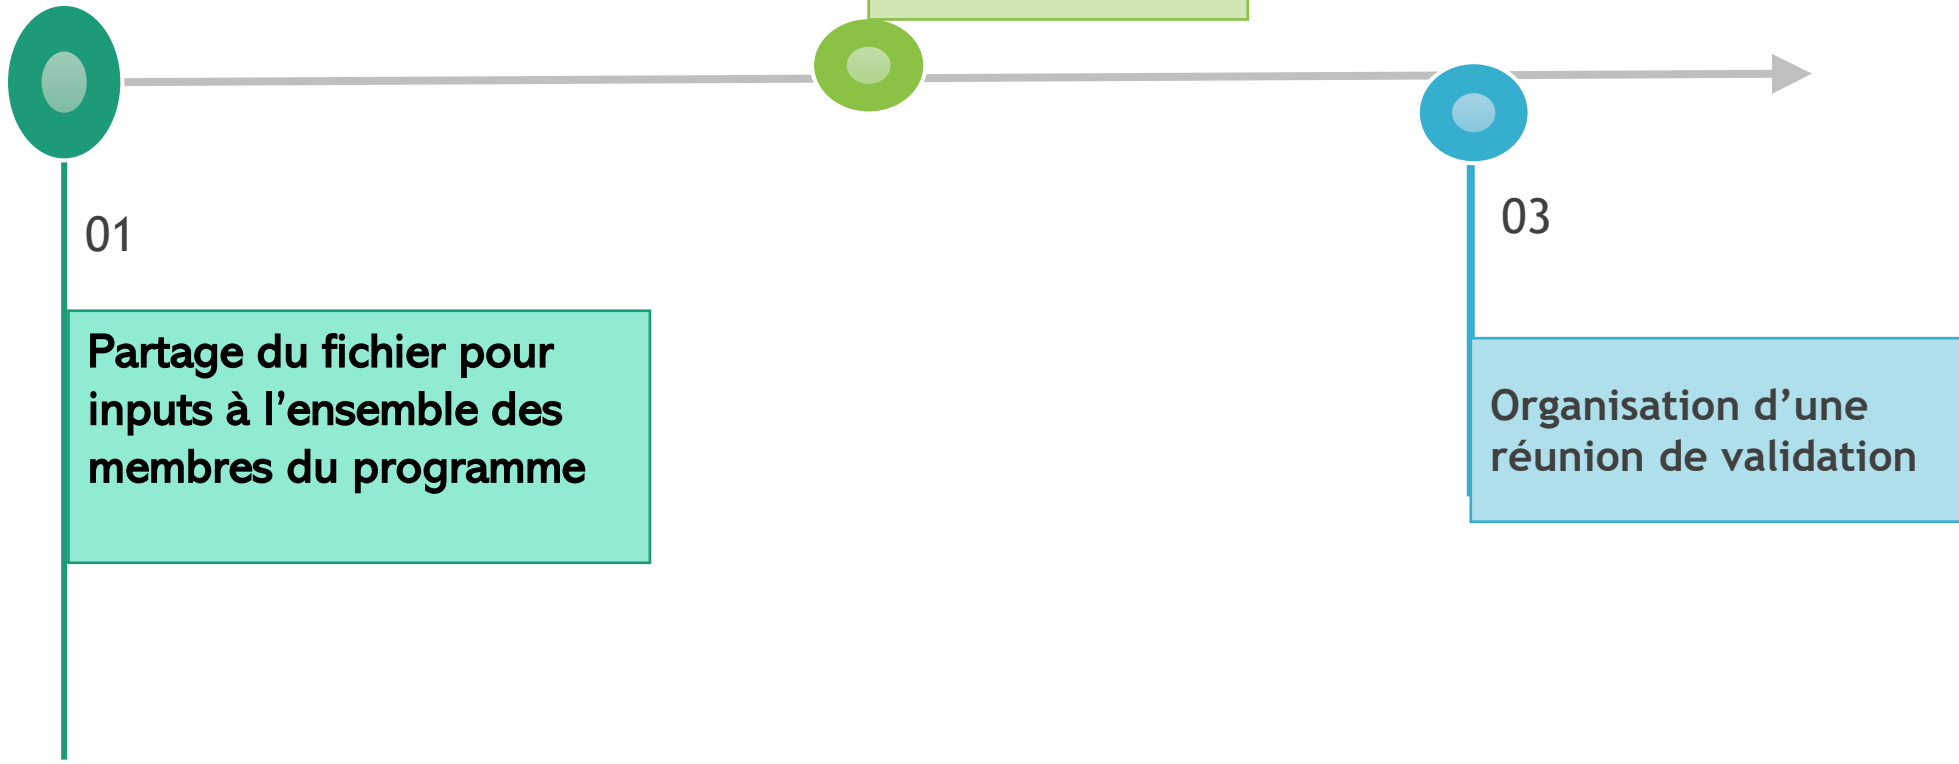 01
Partage du fichier pour
inputs à l’ensemble des
membres du programme
03
Organisation d’une
réunion de validation